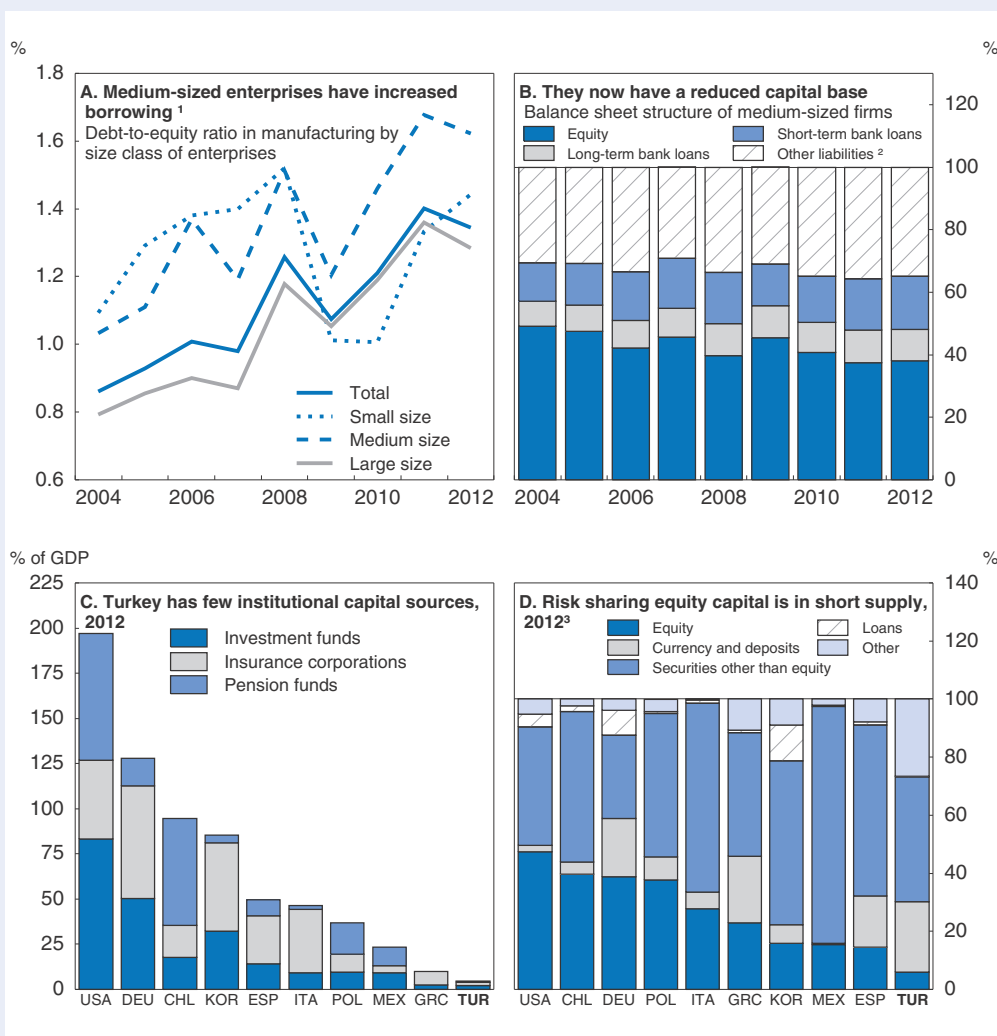 %
1.8
1.6
1.4
1.2
1.0
0.8
0.6
A. Medium-sized enterprises have increased
borrowing ¹
Debt-to-equity ratio in manufacturing by
size class of enterprises
Total
Small size
Medium size
Large size
2004 2006 2008 2010 2012
%
B. They now have a reduced capital base
Balance sheet structure of medium-sized firms
Equity Short-term bank loans
Long-term bank loans Other liabilities ²
120
100
80
60
40
20
0
2004 2006 2008 2010 2012
% of GDP
225
200
175
150
125
100
75
50
25
0
C. Turkey has few institutional capital sources,
2012
Investment funds
Insurance corporations
Pension funds
USA DEU CHL KOR ESP ITA POL MEX GRC TUR
%
D. Risk sharing equity capital is in short supply,
2012³
Equity Loans
Currency and deposits Other
Securities other than equity
140
120
100
80
60
40
20
0
USA CHL DEU POL ITA GRC KOR MEX ESP TUR